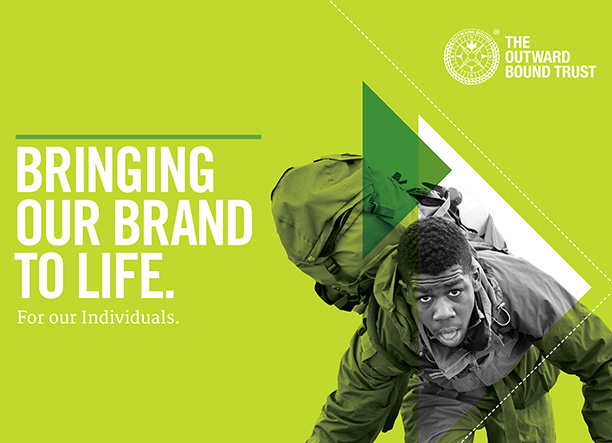 ®
THE
OUTWARD
BOUND TRUST
BRINGING
OUR BRAND
TO LIFE.
For our Individuals.